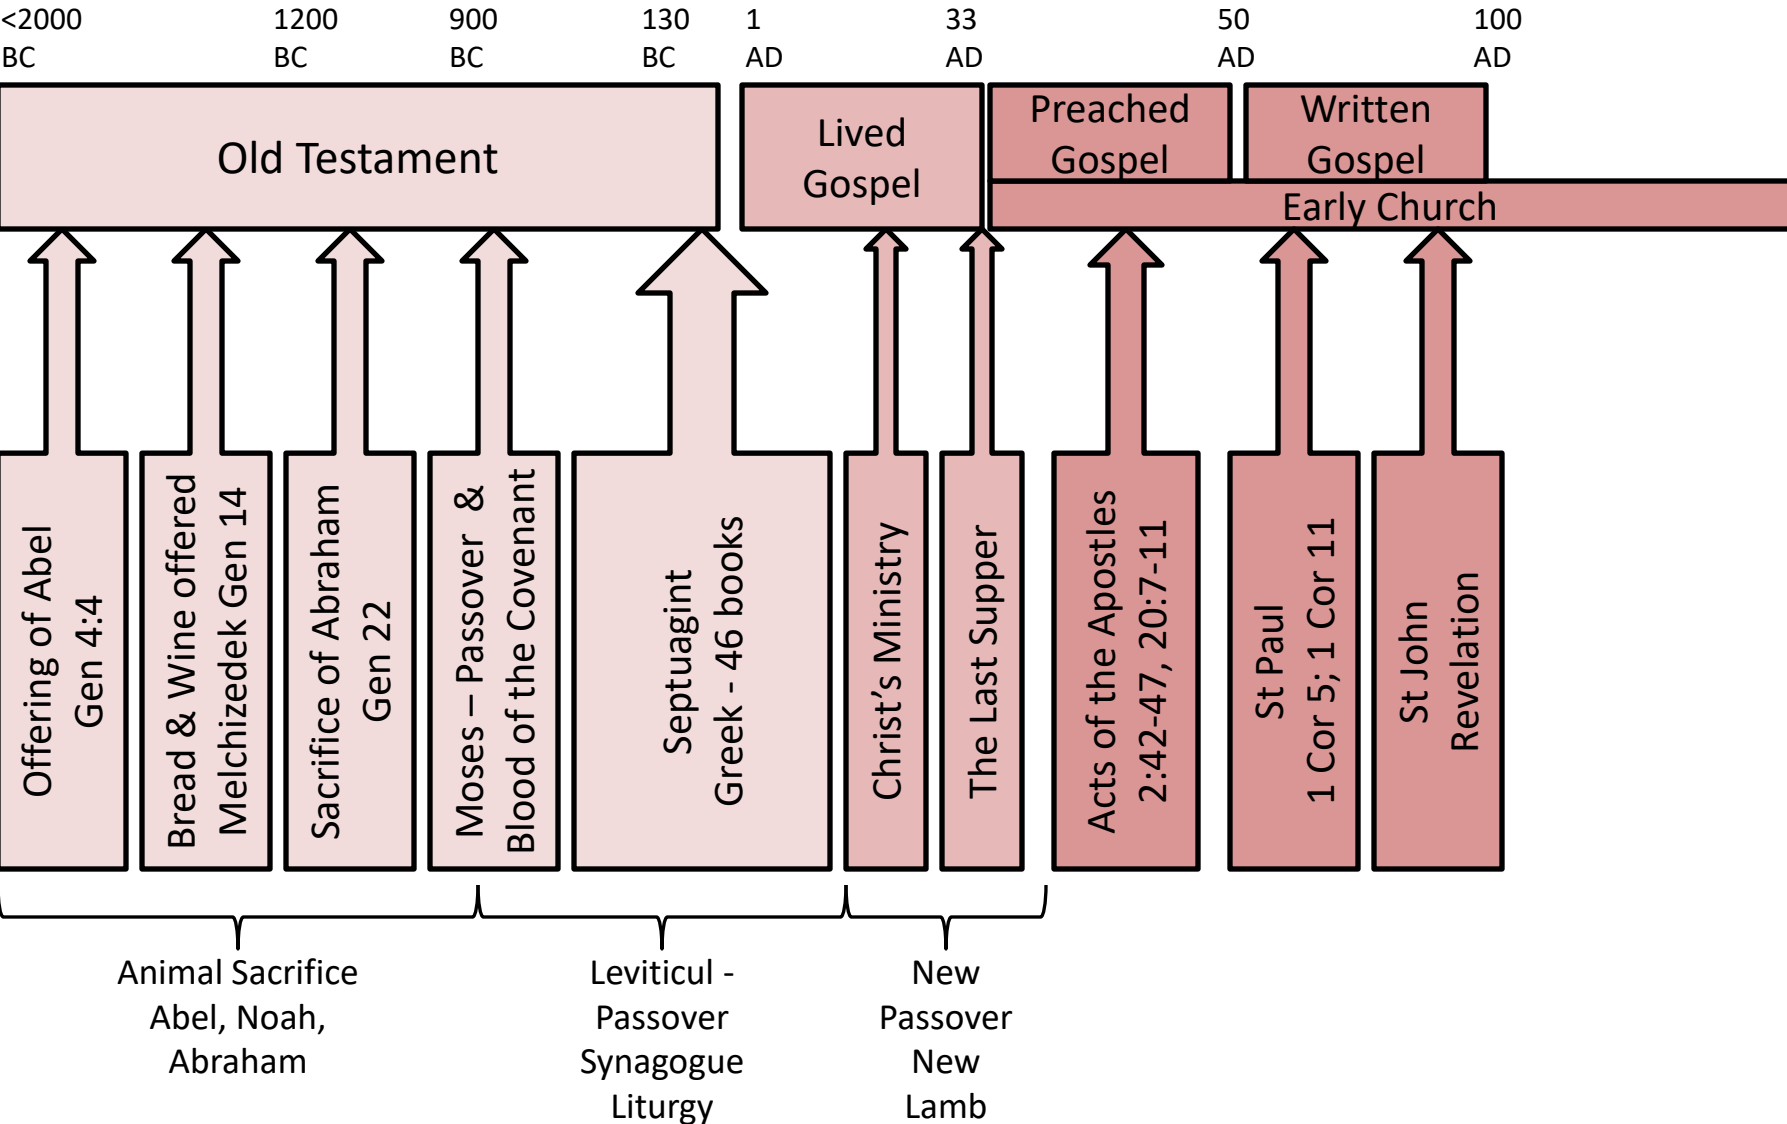 <2000
BC
1200
BC
900
BC
130
BC
1
AD
33
AD
50
AD
100
AD
Old Testament
Lived
Gospel
Preached
Gospel
Written
Gospel
Early Church
Offering of Abel
Gen 4:4
Bread & Wine offered
Melchizedek Gen 14
Sacrifice of Abraham
Gen 22
Moses – Passover &
Blood of the Covenant
Septuagint
Greek - 46 books
Christ’s Ministry
The Last Supper
Acts of the Apostles
2:42-47, 20:7-11
St Paul
1 Cor 5; 1 Cor 11
St John
Revelation
Animal Sacrifice
Abel, Noah,
Abraham
Leviticul -
Passover
Synagogue
Liturgy
New
Passover
New
Lamb